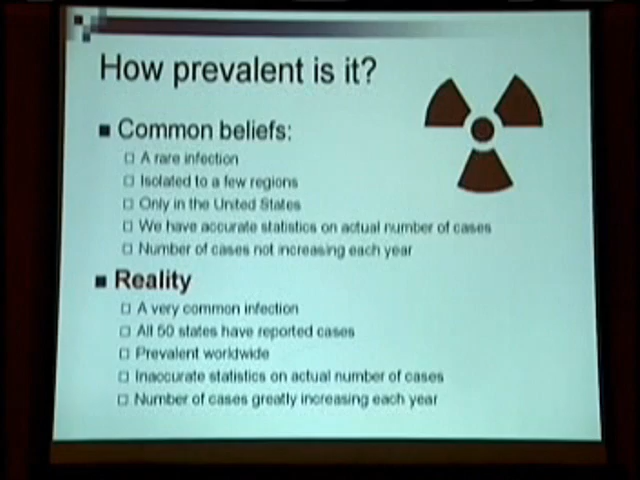 How prevalent is it?
Common beliefs:
A rare infection
Isolated to a few regions
Only in the United States
We have accurate statistics on actual number of cases
Number of cases not increasing each year
Reality
A very common infection
All 50 states have reported cases
Prevalent worldwide
Inaccurate statistics on actual number of cases
Number of cases greatly increasing each year